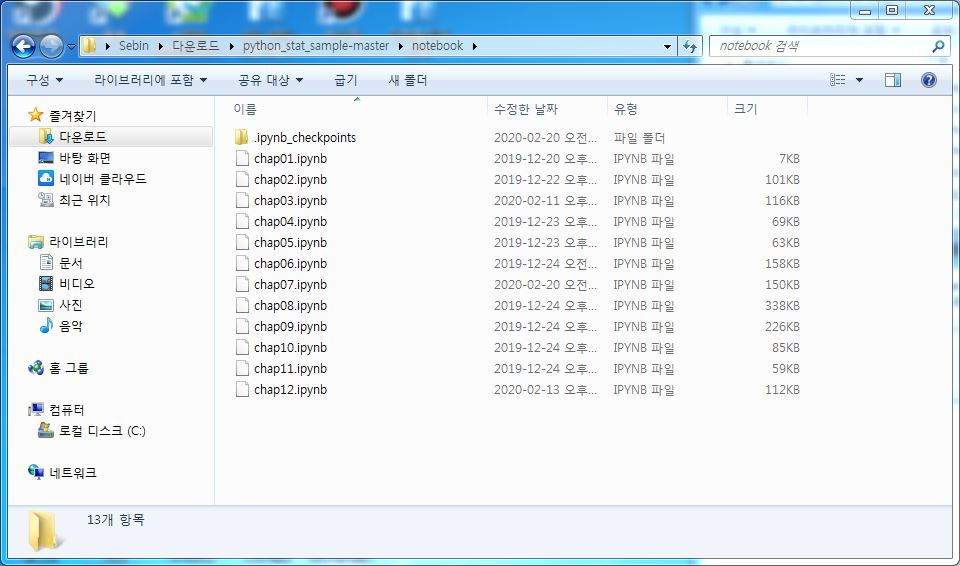 Sebin 다운로드 python_stat_sample-master notebook
notebook 검색
구성 라이브러리에 포함 공유 대상 굽기 새 폴더
즐겨찾기
다운로드
바탕 화면
네이버 클라우드
최근 위치
라이브러리
문서
비디오
사진
음악
홈 그룹
컴퓨터
로컬 디스크 (C:)
네트워크
이름 수정한 날짜 유형 크기
.ipynb_checkpoints 2020-02-20 오전... 파일 폴더
chap01.ipynb 2019-12-20 오후... IPYNB 파일 7KB
chap02.ipynb 2019-12-22 오후... IPYNB 파일 101KB
chap03.ipynb 2020-02-11 오후... IPYNB 파일 116KB
chap04.ipynb 2019-12-23 오후... IPYNB 파일 69KB
chap05.ipynb 2019-12-23 오후... IPYNB 파일 63KB
chap06.ipynb 2019-12-24 오전... IPYNB 파일 158KB
chap07.ipynb 2020-02-20 오전... IPYNB 파일 150KB
chap08.ipynb 2019-12-24 오후... IPYNB 파일 338KB
chap09.ipynb 2019-12-24 오후... IPYNB 파일 226KB
chap10.ipynb 2019-12-24 오후... IPYNB 파일 85KB
chap11.ipynb 2019-12-24 오후... IPYNB 파일 59KB
chap12.ipynb 2020-02-13 오후... IPYNB 파일 112KB
13개 항목